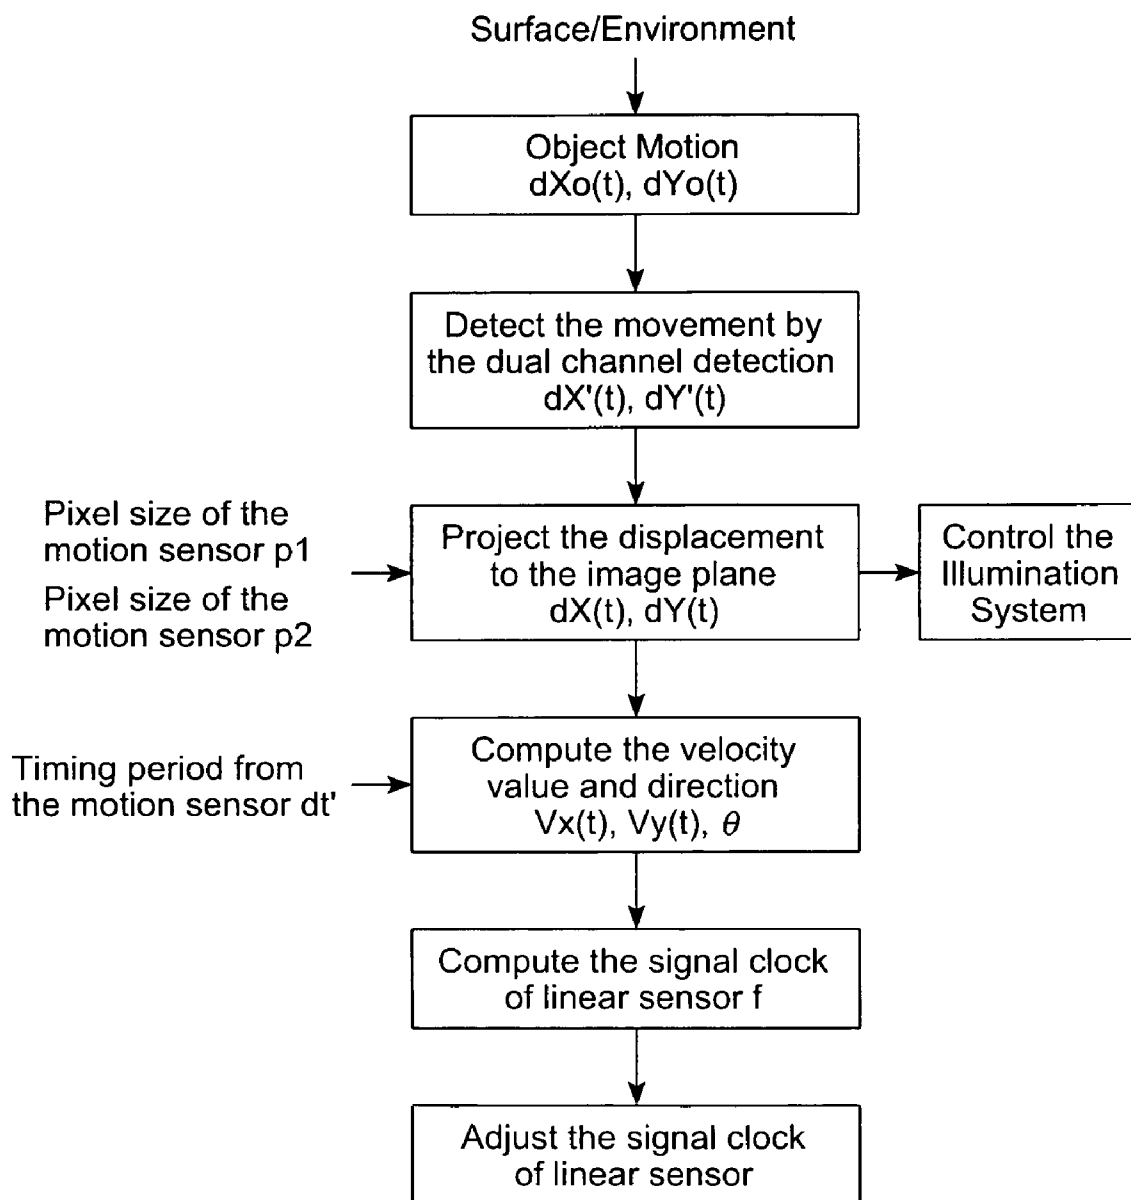 Surface/Environment
Object Motion
dXo(t), dYo(t)
Detect the movement by
the dual channel detection
dX'(t), dY'(t)
Pixel size of the
motion sensor p1
Pixel size of the
motion sensor p2
Project the displacement
to the image plane
dX(t), dY(t)
Control the
Illumination
System
Timing period from
the motion sensor dt'
Compute the velocity
value and direction
Vx(t), Vy(t), θ
Compute the signal clock
of linear sensor f
Adjust the signal clock
of linear sensor